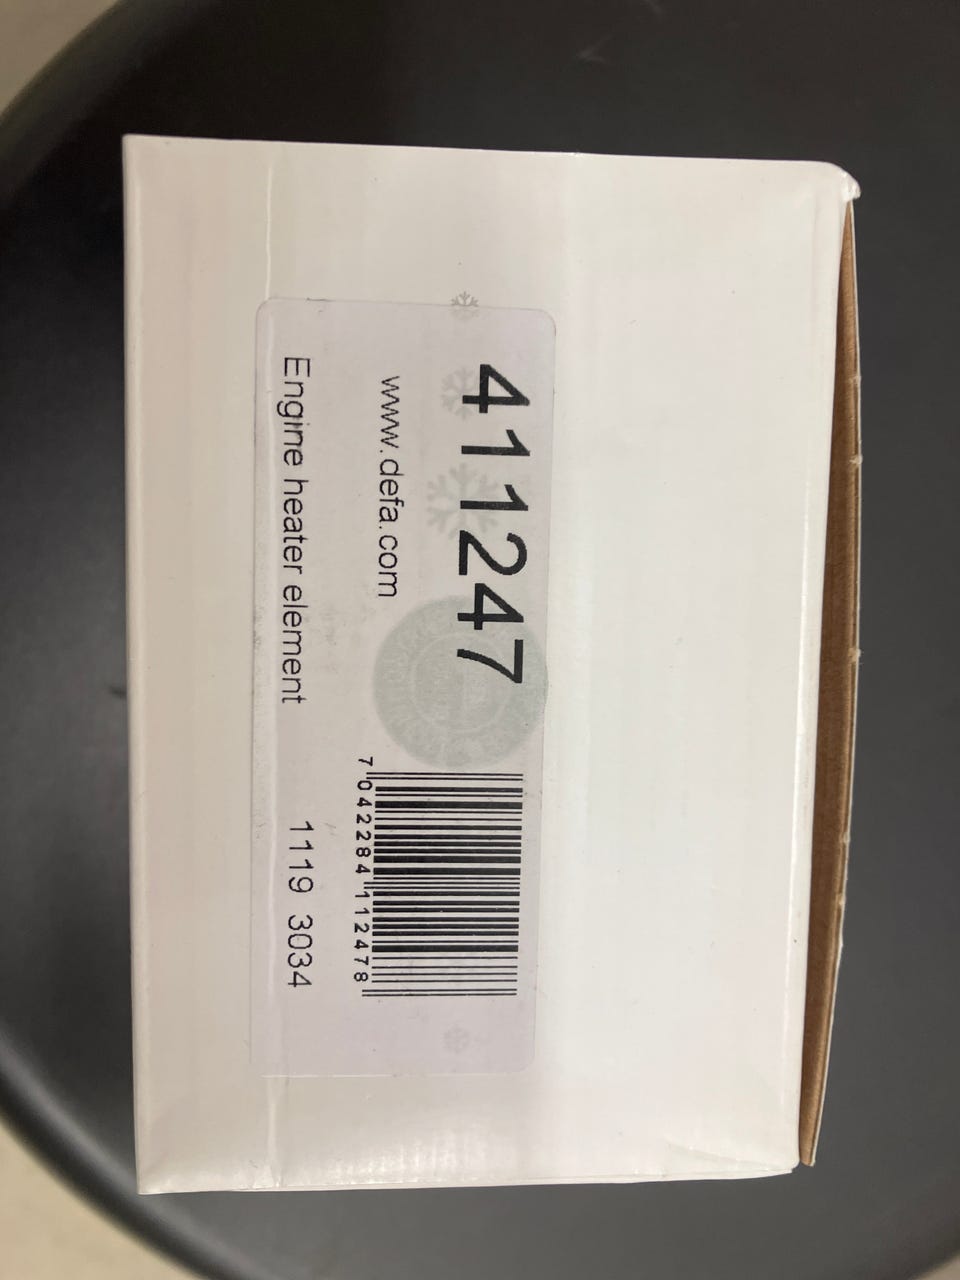 411247
www.defa.com
7 042284 112478
Engine heater element 1119 3034